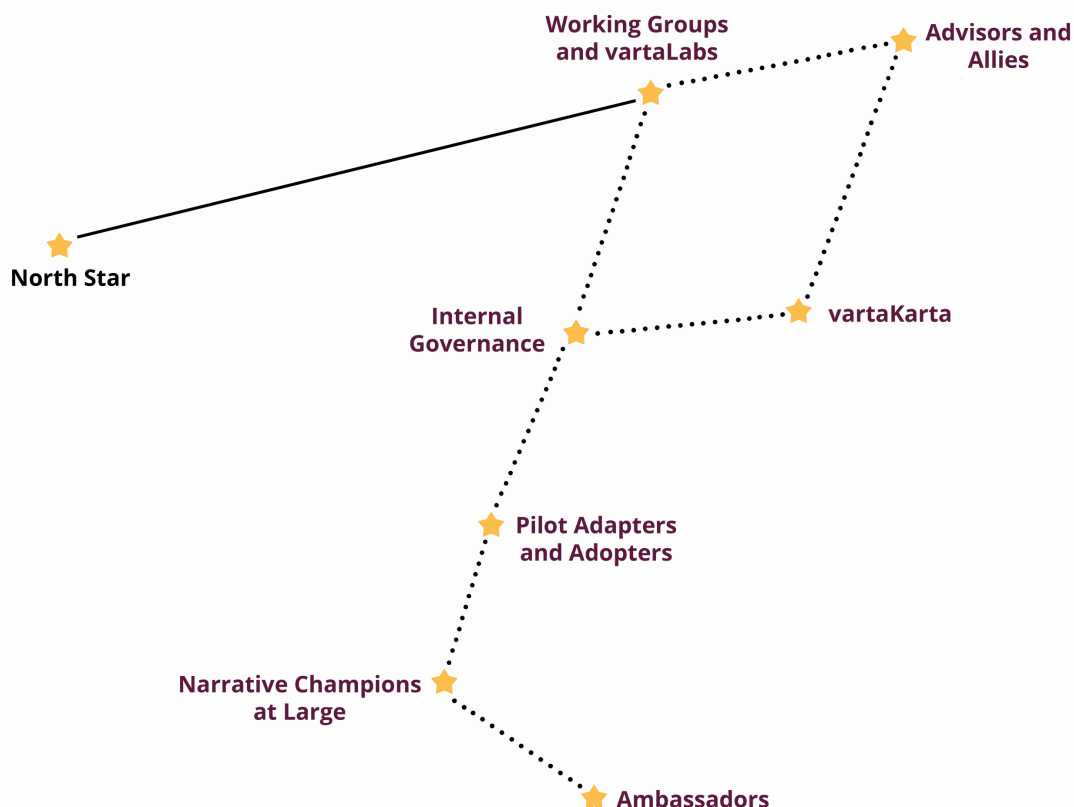 Working Groups
and vartaLabs
Advisors and
Allies
North Star
Internal
Governance
vartaKarta
Pilot Adapters
and Adopters
Narrative Champions
at Large
Ambassadors